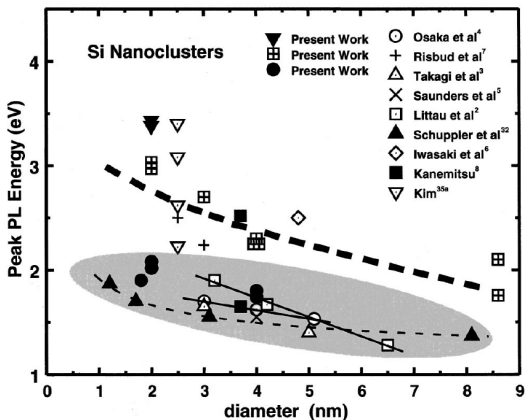 Si Nanoclusters
Present Work
Present Work
Present Work
Osaka et al4
Risbud et al7
Takagi et al3
Saunders et al5
Littau et al2
Schuppler et al32
Iwasaki et al6
Kanemitsu8
Kim35a
Peak PL Energy (eV)
4
3
2
1
0 1 2 3 4 5 6 7 8 9
diameter (nm)